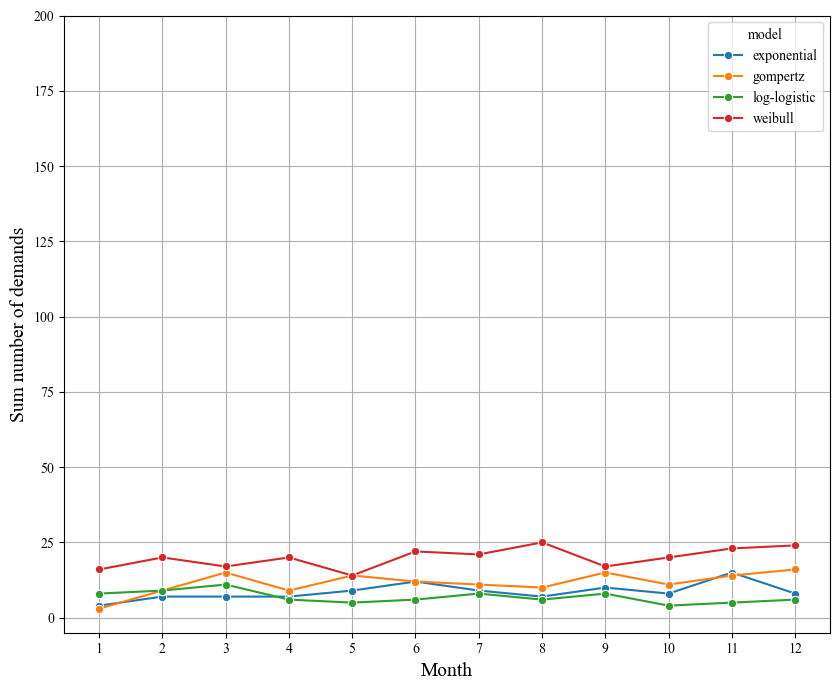 200
175
150
125
100
75
50
25
0
Sum number of demands
model
exponential
gompertz
log-logistic
weibull
1 2 3 4 5 6 7 8 9 10 11 12
Month